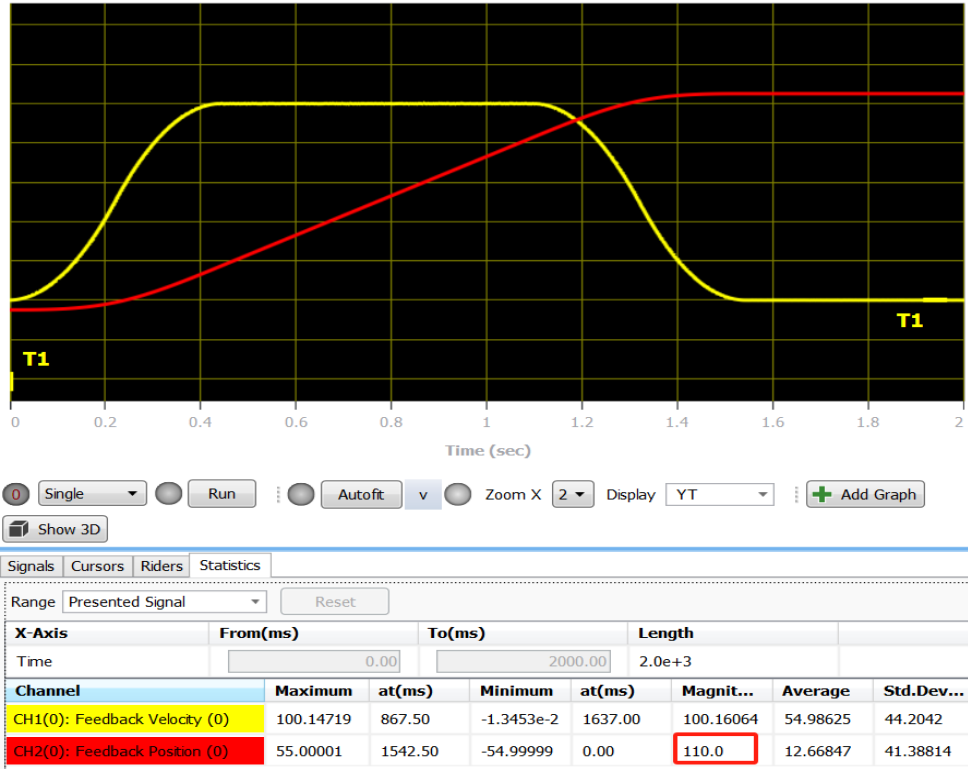 T1
T1
0 0.2 0.4 0.6 0.8 1 1.2 1.4 1.6 1.8 2
Time (sec)
0 Single Run Autofit v Zoom X 2 Display YT Add Graph
Show 3D
Signals Cursors Riders Statistics
Range Presented Signal Reset
X-Axis From(ms) To(ms) Length
Time 0.00 2000.00 2.0e+3
Channel Maximum at(ms) Minimum at(ms) Magnit... Average Std.Dev...
CH1(0): Feedback Velocity (0) 100.14719 867.50 -1.3453e-2 1637.00 100.16064 54.98625 44.2042
CH2(0): Feedback Position (0) 55.00001 1542.50 -54.99999 0.00 110.0 12.66847 41.38814